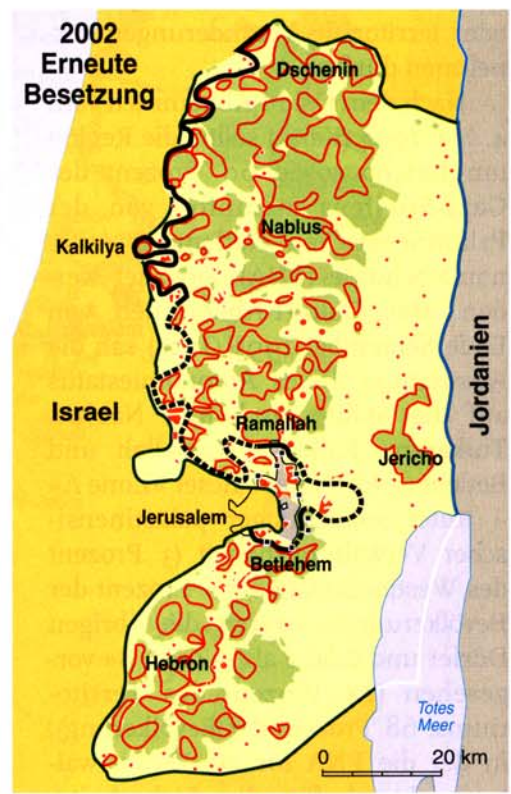 2002
Erneute
Besetzung
Dschenin
Nablus
Kalkilya
Israel
Ramallah
Jericho
Jordanien
Jerusalem
Betlehem
Hebron
Totes
Meer
0 20 km